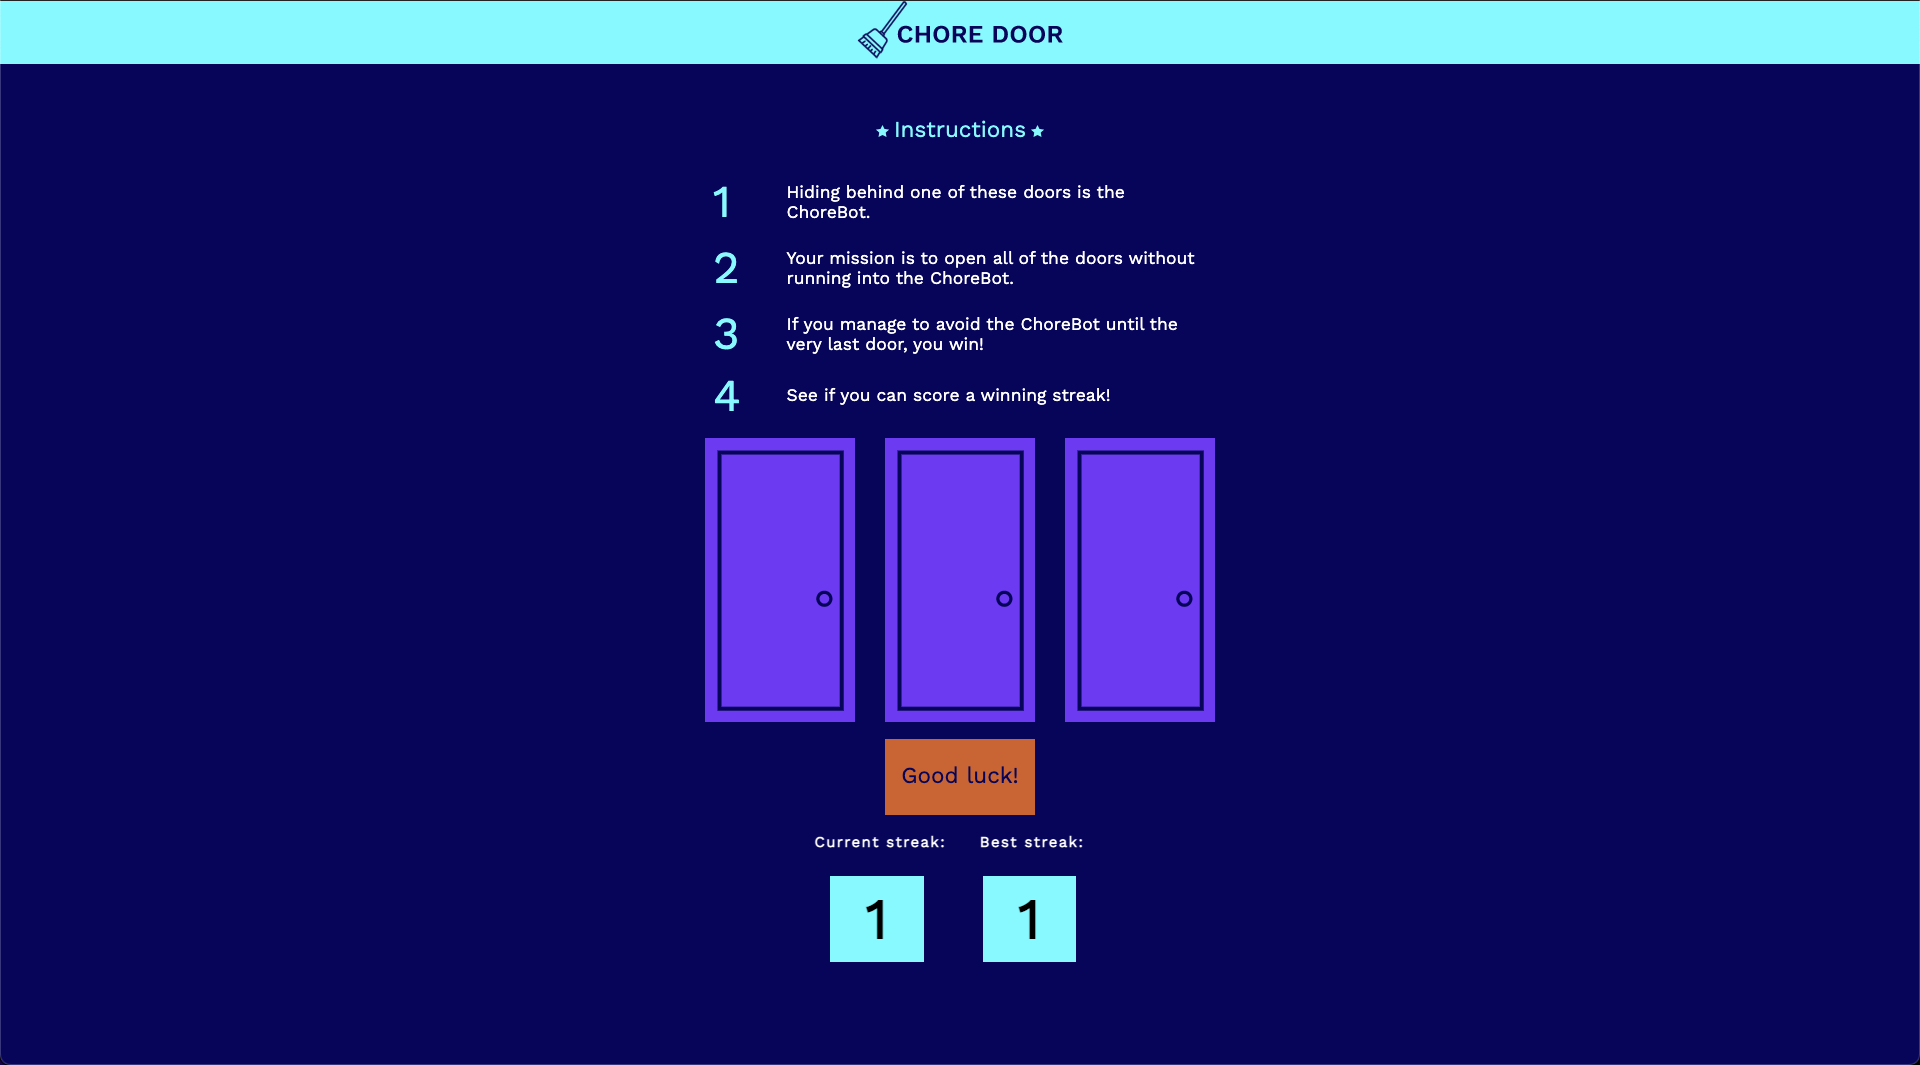 CHORE DOOR
Instructions
1
Hiding behind one of these doors is the
ChoreBot.
2
Your mission is to open all of the doors without
running into the ChoreBot.
3
If you manage to avoid the ChoreBot until the
very last door, you win!
4
See if you can score a winning streak!
Good luck!
Current streak:
Best streak:
1
1